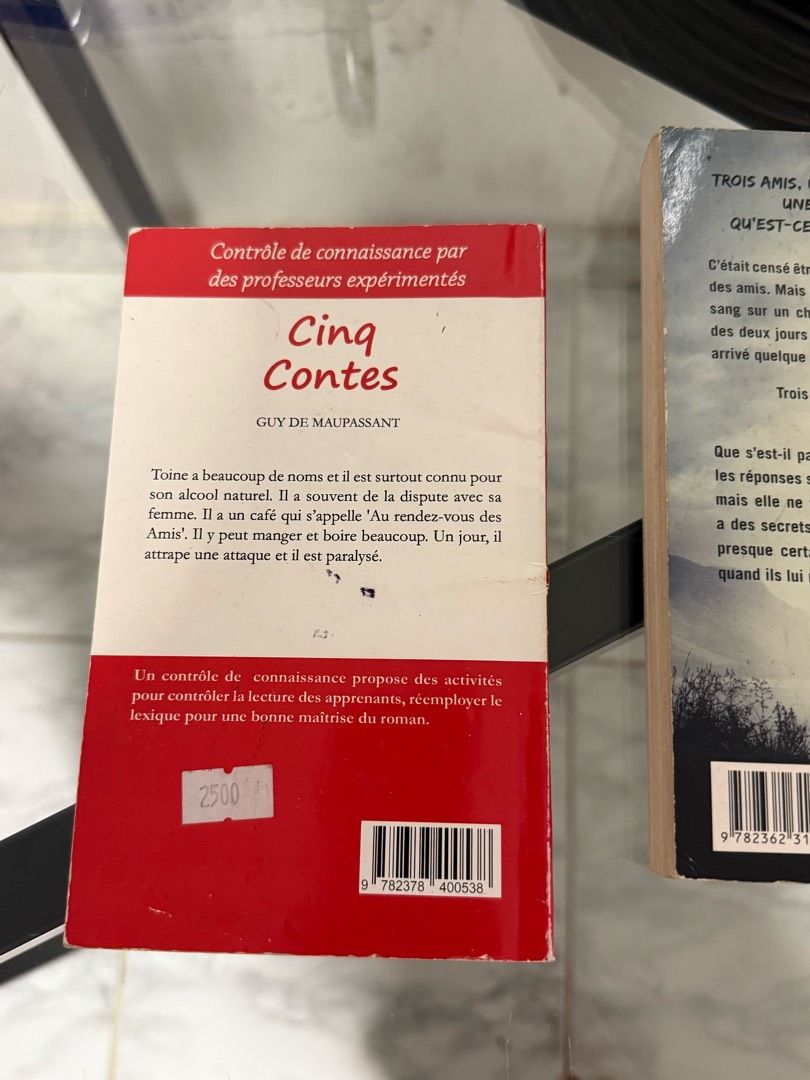 Contrôle de connaissance par
des professeurs expérimentés
Cinq
Contes
GUY DE MAUPASSANT
Toine a beaucoup de noms et il est surtout connu pour
son alcool naturel. Il a souvent de la dispute avec sa
femme. Il a un café qui s’appelle 'Au rendez-vous des
Amis'. Il y peut manger et boire beaucoup. Un jour, il
attrape une attaque et il est paralysé.
Un contrôle de connaissance propose des activités
pour contrôler la lecture des apprenants, réemployer le
lexique pour une bonne maîtrise du roman.
2500
9 782378 400538
TROIS AMIS,
UNE
QU'EST-CE
C'était censé
des amis. Mais
sang sur un
des deux jours
arrivé quelque
Trois
Que s'est-il
les réponses
mais elle ne
a des secrets
presque
quand ils lui
9 782362 31